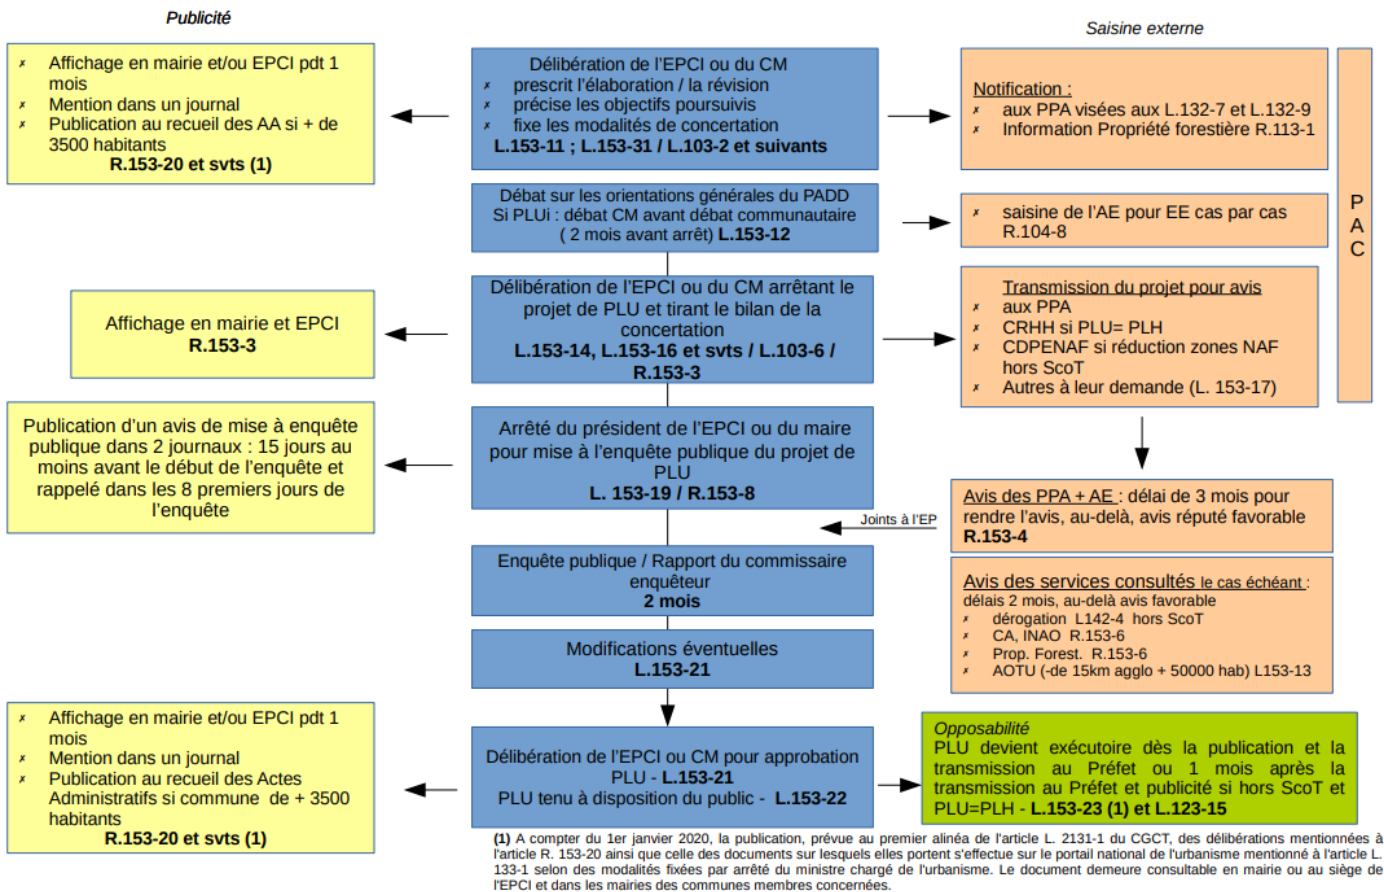 Publicité
Saisine externe
✗ Affichage en mairie et/ou EPCI pdt 1
mois
✗ Mention dans un journal
✗ Publication au recueil des AA si + de
3500 habitants
R.153-20 et svts (1)
Délibération de l'EPCI ou du CM
✗ prescrit l'élaboration / la révision
✗ précise les objectifs poursuivis
✗ fixe les modalités de concertation
L.153-11 ; L.153-31 / L.103-2 et suivants
Notification :
✗ aux PPA visées aux L.132-7 et L.132-9
✗ Information Propriété forestière R.113-1
P
A
C
Débat sur les orientations générales du PADD
Si PLUi : débat CM avant débat communautaire
( 2 mois avant arrêt) L.153-12
✗ saisine de l'AE pour EE cas par cas
R.104-8
Affichage en mairie et EPCI
R.153-3
Délibération de l'EPCI ou du CM arrêtant le
projet de PLU et tirant le bilan de la
concertation
L.153-14, L.153-16 et svts / L.103-6 /
R.153-3
Transmission du projet pour avis
✗ aux PPA
✗ CRHH si PLU= PLH
✗ CDPENAF si réduction zones NAF
hors ScoT
✗ Autres à leur demande (L. 153-17)
Publication d'un avis de mise à enquête
publique dans 2 journaux : 15 jours au
moins avant le début de l'enquête et
rappelé dans les 8 premiers jours de
l'enquête
Arrêté du président de l'EPCI ou du maire
pour mise à l'enquête publique du projet de
PLU
L. 153-19 / R.153-8
Joints à l'EP
Avis des PPA + AE : délai de 3 mois pour
rendre l'avis, au-delà, avis réputé favorable
R.153-4
Enquête publique / Rapport du commissaire
enquêteur
2 mois
Avis des services consultés le cas échéant :
délais 2 mois, au-delà avis favorable
✗ dérogation L142-4 hors ScoT
✗ CA, INAO R.153-6
✗ Prop. Forest. R.153-6
✗ AOTU (-de 15km agglo + 50000 hab) L153-13
Modifications éventuelles
L.153-21
✗ Affichage en mairie et/ou EPCI pdt 1
mois
✗ Mention dans un journal
✗ Publication au recueil des Actes
Administratifs si commune de + 3500
habitants
R.153-20 et svts (1)
Délibération de l'EPCI ou CM pour approbation
PLU - L.153-21
PLU tenu à disposition du public - L.153-22
Opposabilité
PLU devient exécutoire dès la publication et la
transmission au Préfet ou 1 mois après la
transmission au Préfet et publicité si hors ScoT et
PLU=PLH - L.153-23 (1) et L.123-15
(1) A compter du 1er janvier 2020, la publication, prévue au premier alinéa de l'article L. 2131-1 du CGCT, des délibérations mentionnées à
l'article R. 153-20 ainsi que celle des documents sur lesquels elles portent s'effectue sur le portail national de l'urbanisme mentionné à l'article L.
133-1 selon des modalités fixées par arrêté du ministre chargé de l'urbanisme. Le document demeure consultable en mairie ou au siège de
l'EPCI et dans les mairies des communes membres concernées.